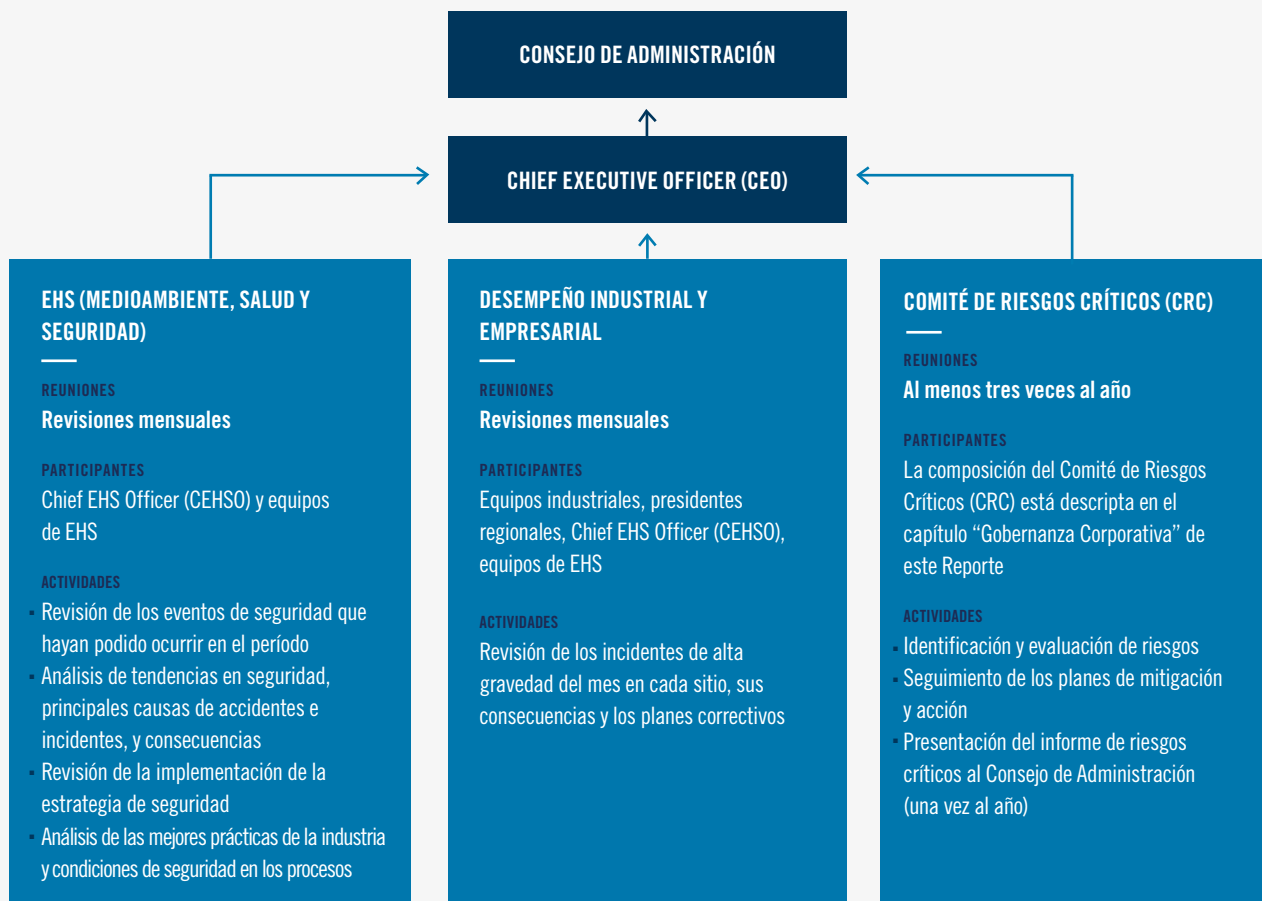 CONSEJO DE ADMINISTRACIÓN
CHIEF EXECUTIVE OFFICER (CEO)
EHS (MEDIOAMBIENTE, SALUD Y
SEGURIDAD)
REUNIONES
Revisiones mensuales
PARTICIPANTES
Chief EHS Officer (CEHSO) y equipos
de EHS
ACTIVIDADES
▪ Revisión de los eventos de seguridad que
hayan podido ocurrir en el período
▪ Análisis de tendencias en seguridad,
principales causas de accidentes e
incidentes, y consecuencias
▪ Revisión de la implementación de la
estrategia de seguridad
▪ Análisis de las mejores prácticas de la industria
y condiciones de seguridad en los procesos
DESEMPEÑO INDUSTRIAL Y
EMPRESARIAL
REUNIONES
Revisiones mensuales
PARTICIPANTES
Equipos industriales, presidentes
regionales, Chief EHS Officer (CEHSO),
equipos de EHS
ACTIVIDADES
Revisión de los incidentes de alta
gravedad del mes en cada sitio, sus
consecuencias y los planes correctivos
COMITÉ DE RIESGOS CRÍTICOS (CRC)
REUNIONES
Al menos tres veces al año
PARTICIPANTES
La composición del Comité de Riesgos
Críticos (CRC) está descripta en el
capítulo “Gobernanza Corporativa” de
este Reporte
ACTIVIDADES
▪ Identificación y evaluación de riesgos
▪ Seguimiento de los planes de mitigación
y acción
▪ Presentación del informe de riesgos
críticos al Consejo de Administración
(una vez al año)